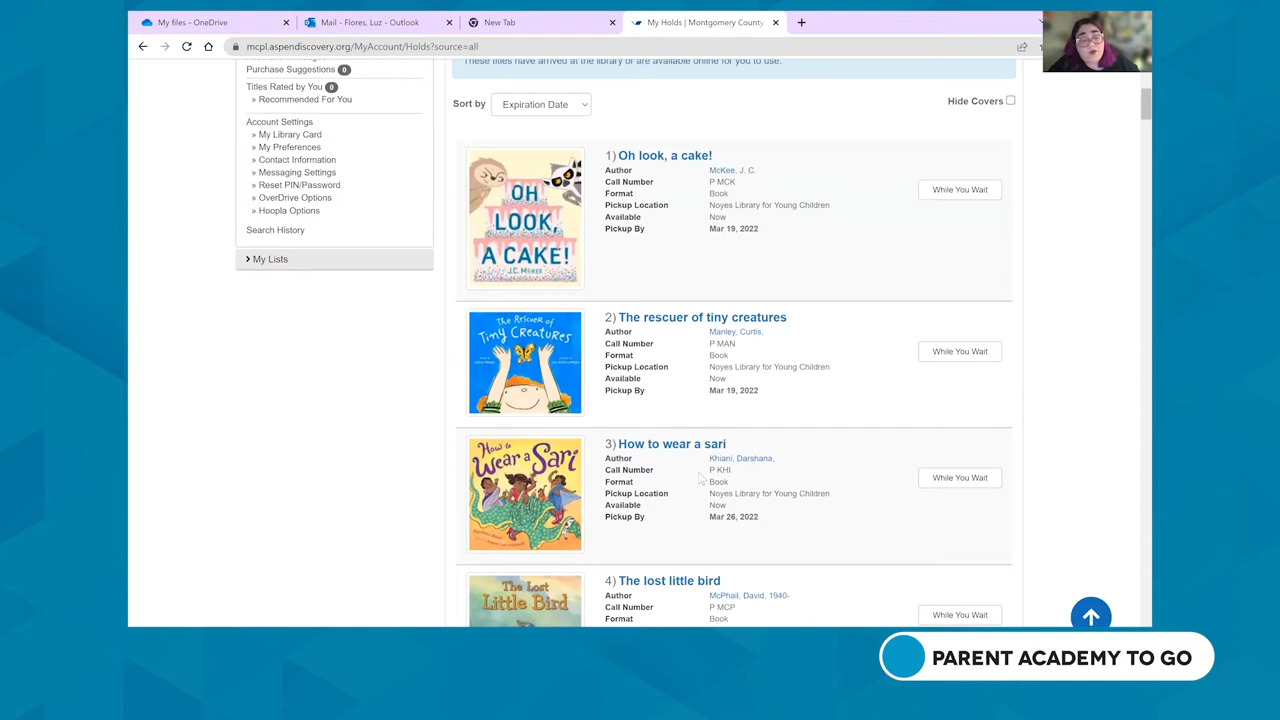 My files - OneDrive
Mail - Flores, Luz - Outlook
New Tab
My Holds | Montgomery County
mcpl.aspendiscovery.org/MyAccount/Holds?source=all
Purchase Suggestions 0
Titles Rated by You 0
» Recommended For You
Account Settings
» My Library Card
» My Preferences
» Contact Information
» Messaging Settings
» Reset PIN/Password
» OverDrive Options
» Hoopla Options
Search History
My Lists
These titles have arrived at the library or are available online for you to use.
Sort by Expiration Date
Hide Covers
OH
LOOK,
A CAKE!
J.C. McKEE
1) Oh look, a cake!
Author McKee, J. C.
Call Number P MCK
Format Book
Pickup Location Noyes Library for Young Children
Available Now
Pickup By Mar 19, 2022
While You Wait
The Rescuer of
Tiny Creatures
2) The rescuer of tiny creatures
Author Manley, Curtis,
Call Number P MAN
Format Book
Pickup Location Noyes Library for Young Children
Available Now
Pickup By Mar 19, 2022
While You Wait
How to
Wear a Sari
3) How to wear a sari
Author Khiani, Darshana,
Call Number P KHI
Format Book
Pickup Location Noyes Library for Young Children
Available Now
Pickup By Mar 26, 2022
While You Wait
The Lost
Little Bird
4) The lost little bird
Author McPhail, David, 1940-
Call Number P MCP
Format Book
While You Wait
PARENT ACADEMY TO GO